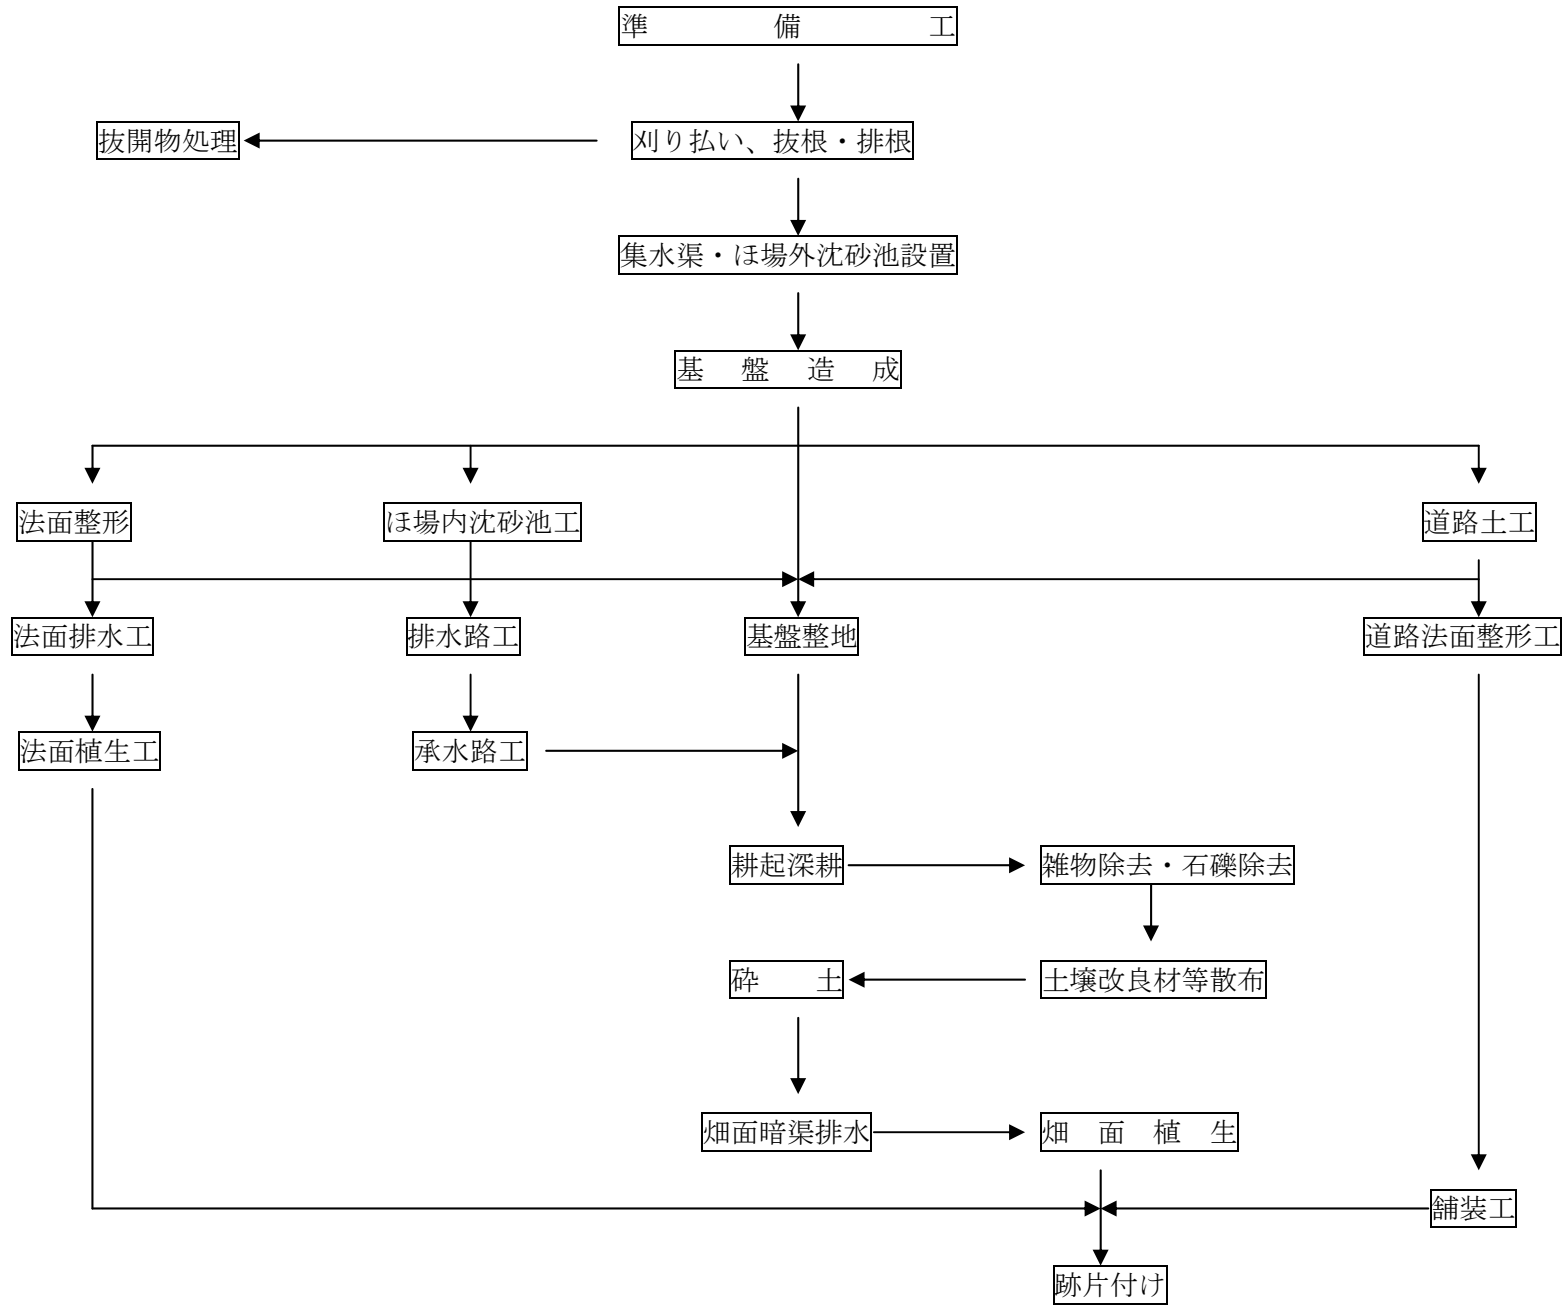 準備工
抜開物処理
刈り払い、抜根・排根
集水渠・ほ場外沈砂池設置
基盤造成
法面整形
ほ場内沈砂池工
道路土工
法面排水工
排水路工
基盤整地
道路法面整形工
法面植生工
承水路工
耕起深耕
雑物除去・石礫除去
砕土
土壌改良材等散布
畑面暗渠排水
畑面植生
舗装工
跡片付け